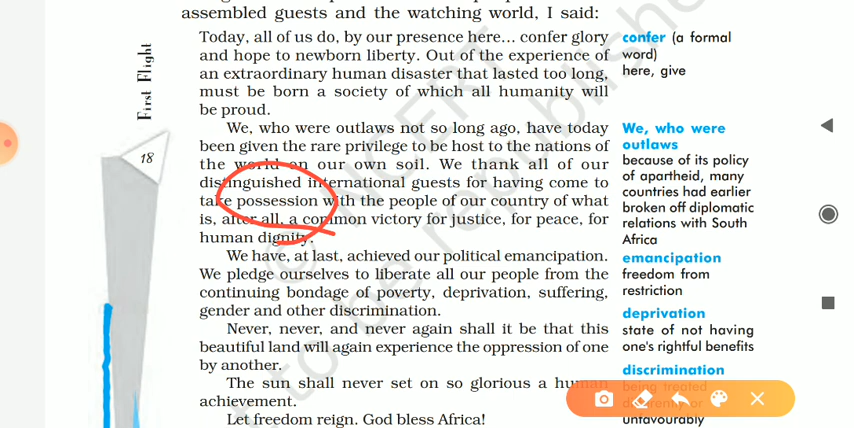 assembled guests and the watching world, I said:
Today, all of us do, by our presence here... confer glory
and hope to newborn liberty. Out of the experience of
an extraordinary human disaster that lasted too long,
must be born a society of which all humanity will
be proud.
We, who were outlaws not so long ago, have today
been given the rare privilege to be host to the nations of
the world on our own soil. We thank all of our
distinguished international guests for having come to
take possession with the people of our country of what
is, after all, a common victory for justice, for peace, for
human dignity.
We have, at last, achieved our political emancipation.
We pledge ourselves to liberate all our people from the
continuing bondage of poverty, deprivation, suffering,
gender and other discrimination.
Never, never, and never again shall it be that this
beautiful land will again experience the oppression of one
by another.
The sun shall never set on so glorious a human
achievement.
Let freedom reign. God bless Africa!
confer (a formal
word)
here, give
We, who were
outlaws
because of its policy
of apartheid, many
countries had earlier
broken off diplomatic
relations with South
Africa
emancipation
freedom from
restriction
deprivation
state of not having
one's rightful benefits
discrimination
being treated
differently or
unfavourably
First Flight
18
© NCERT
not to be republished